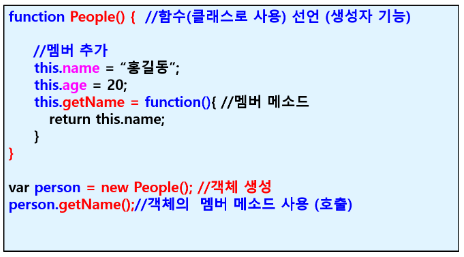 function People() {  //함수(클래스로 사용) 선언 (생성자 기능)
//멤버 추가
this.name = “홍길동”;
this.age = 20;
this.getName = function(){ //멤버 메소드
return this.name;
}
}
var person = new People(); //객체 생성
person.getName();//객체의  멤버 메소드 사용 (호출)